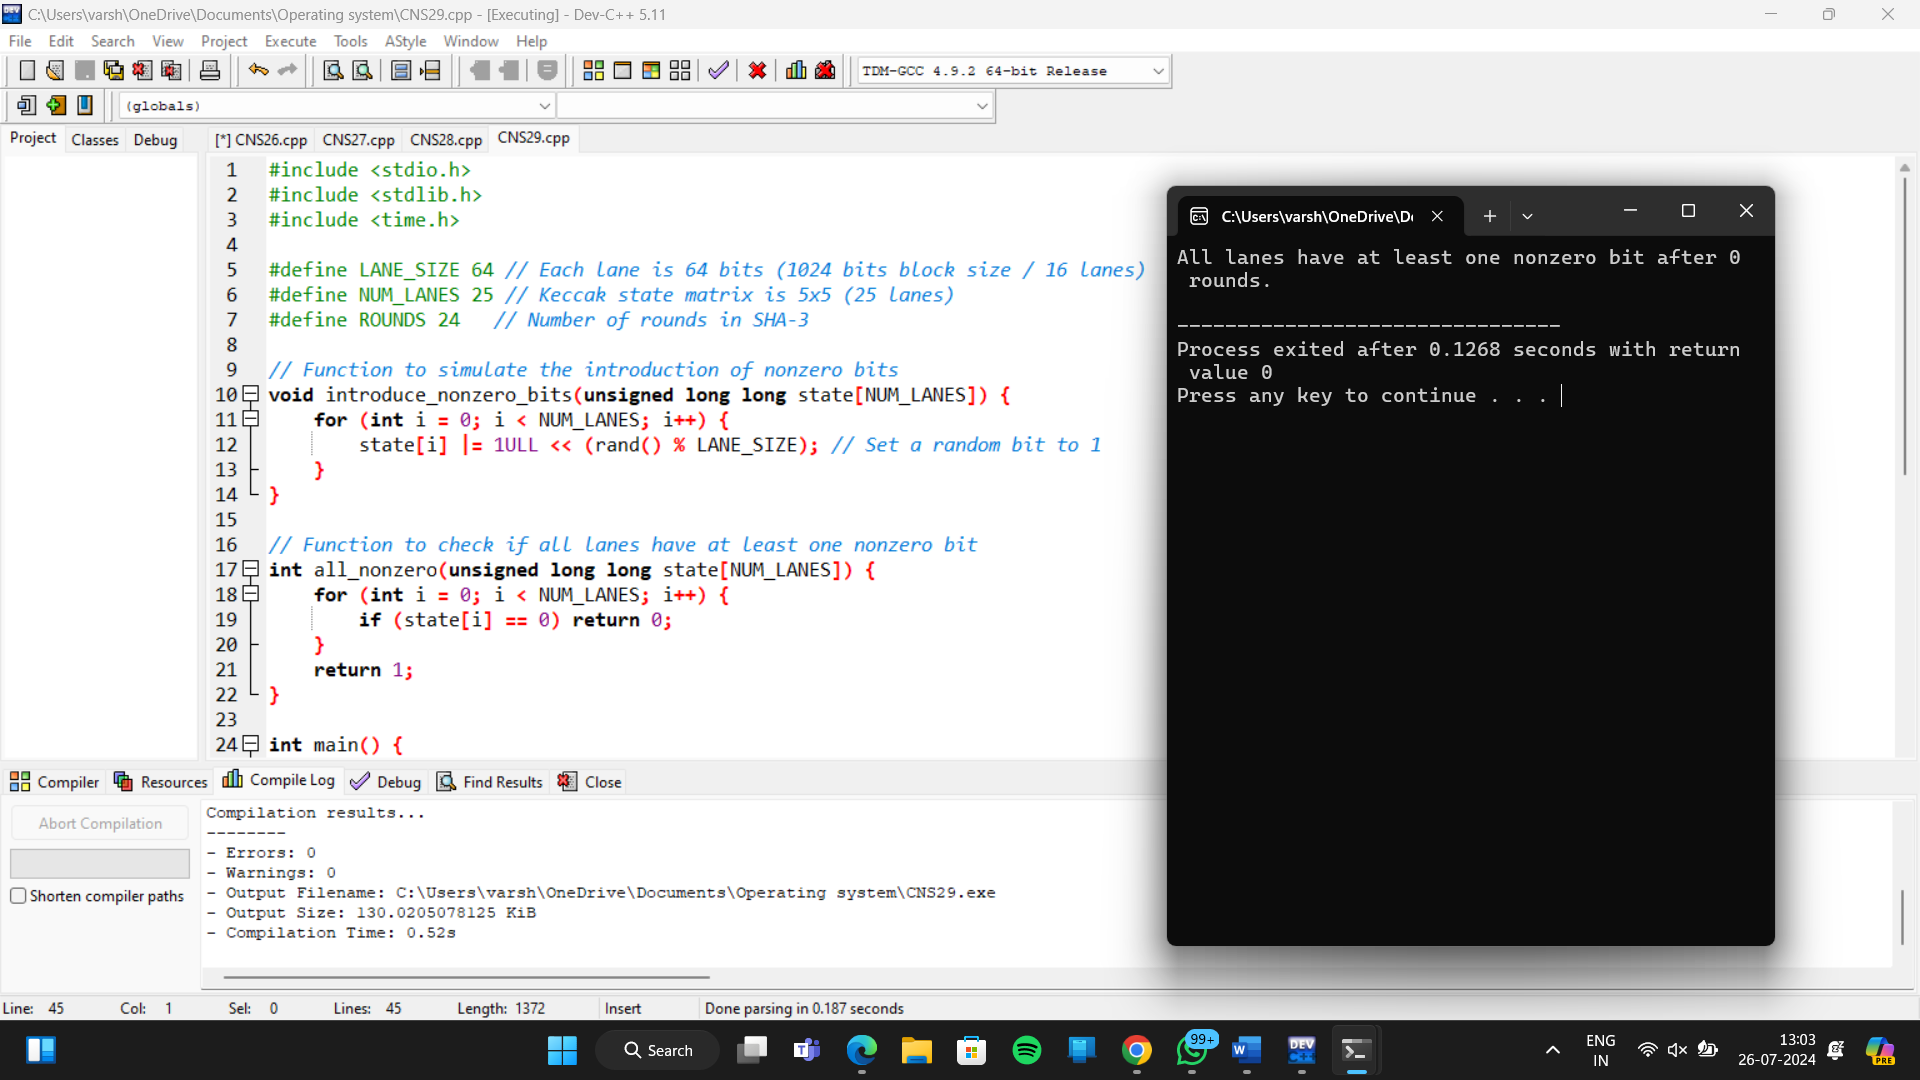 C:\Users\varsh\OneDrive\Documents\Operating system\CNS29.cpp - [Executing] - Dev-C++ 5.11
File Edit Search View Project Execute Tools AStyle Window Help
TDM-GCC 4.9.2 64-bit Release
(globals)
Project Classes Debug
[*] CNS26.cpp CNS27.cpp CNS28.cpp CNS29.cpp
1 #include <stdio.h>
2 #include <stdlib.h>
3 #include <time.h>
4
5 #define LANE_SIZE 64 // Each lane is 64 bits (1024 bits block size / 16 lanes)
6 #define NUM_LANES 25 // Keccak state matrix is 5x5 (25 lanes)
7 #define ROUNDS 24   // Number of rounds in SHA-3
8
9 // Function to simulate the introduction of nonzero bits
10 void introduce_nonzero_bits(unsigned long long state[NUM_LANES]) {
11     for (int i = 0; i < NUM_LANES; i++) {
12         state[i] |= 1ULL << (rand() % LANE_SIZE); // Set a random bit to 1
13     }
14 }
15
16 // Function to check if all lanes have at least one nonzero bit
17 int all_nonzero(unsigned long long state[NUM_LANES]) {
18     for (int i = 0; i < NUM_LANES; i++) {
19         if (state[i] == 0) return 0;
20     }
21     return 1;
22 }
23
24 int main() {
C:\Users\varsh\OneDrive\D
All lanes have at least one nonzero bit after 0
rounds.
--------------------------------
Process exited after 0.1268 seconds with return
value 0
Press any key to continue . . .
Compiler Resources Compile Log Debug Find Results Close
Abort Compilation
Shorten compiler paths
Compilation results...
--------
- Errors: 0
- Warnings: 0
- Output Filename: C:\Users\varsh\OneDrive\Documents\Operating system\CNS29.exe
- Output Size: 130.0205078125 KiB
- Compilation Time: 0.52s
Line: 45 Col: 1 Sel: 0 Lines: 45 Length: 1372 Insert Done parsing in 0.187 seconds
Search
99+
DEV
C++
ENG
IN
13:03
26-07-2024
PRE